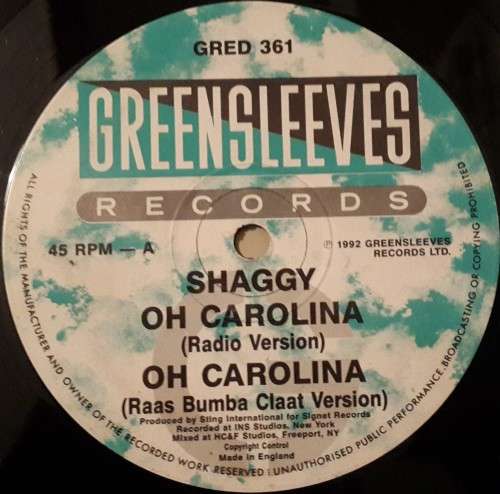 GRED 361
GREENSLEEVES
RECORDS
45 RPM — A
℗ 1992 GREENSLEEVES
RECORDS LTD.
SHAGGY
OH CAROLINA
(Radio Version)
OH CAROLINA
(Raas Bumba Claat Version)
Produced by Sting International for Signet Records
Recorded at INS Studios, New York
Mixed at HC&F Studios, Freeport, NY
Copyright Control
Made in England
ALL RIGHTS OF THE MANUFACTURER AND OWNER OF THE RECORDED WORK RESERVED : UNAUTHORISED PUBLIC PERFORMANCE, BROADCASTING OR COPYING PROHIBITED